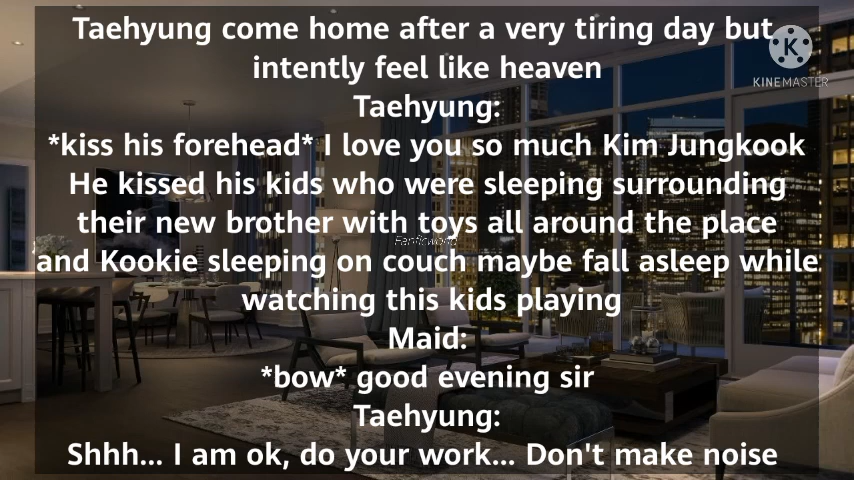 Taehyung come home after a very tiring day but
intently feel like heaven
Taehyung:
*kiss his forehead* I love you so much Kim Jungkook
He kissed his kids who were sleeping surrounding
their new brother with toys all around the place
and Kookie sleeping on couch maybe fall asleep while
watching this kids playing
Maid:
*bow* good evening sir
Taehyung:
Shhh... I am ok, do your work... Don't make noise
K
KINEMASTER
Fanficworld